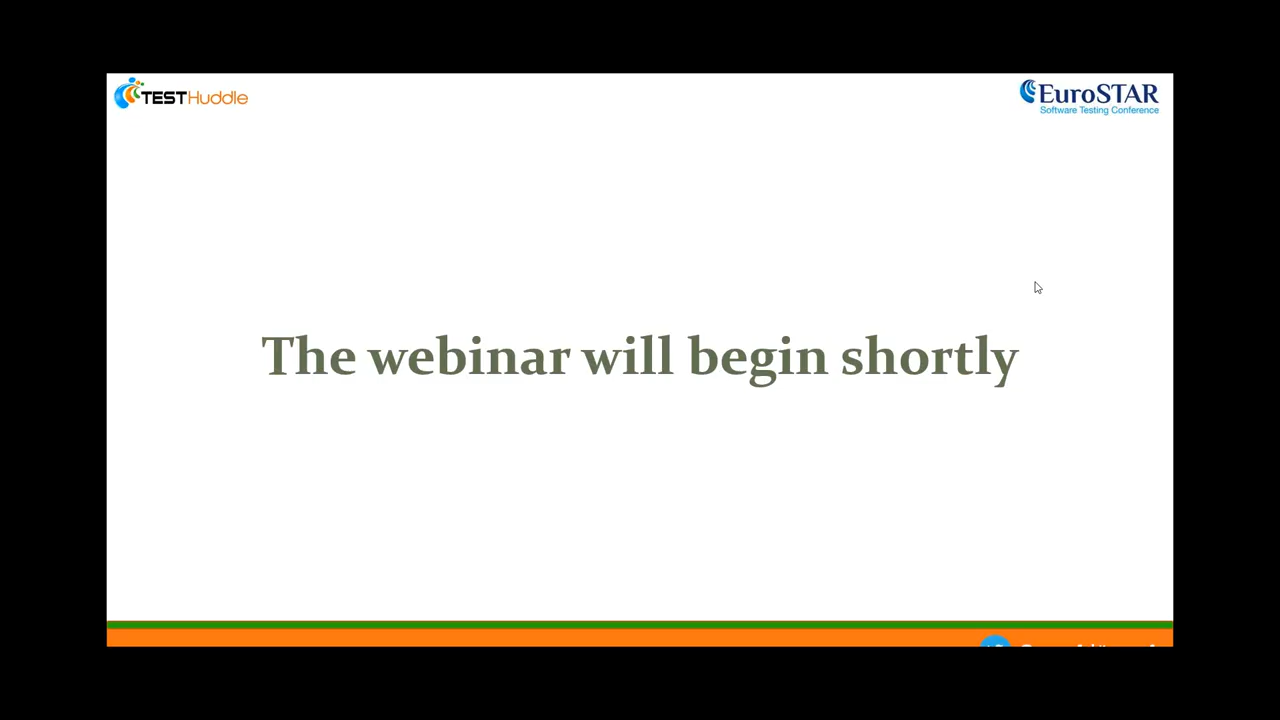 TESTHuddle
EuroSTAR
Software Testing Conference
The webinar will begin shortly